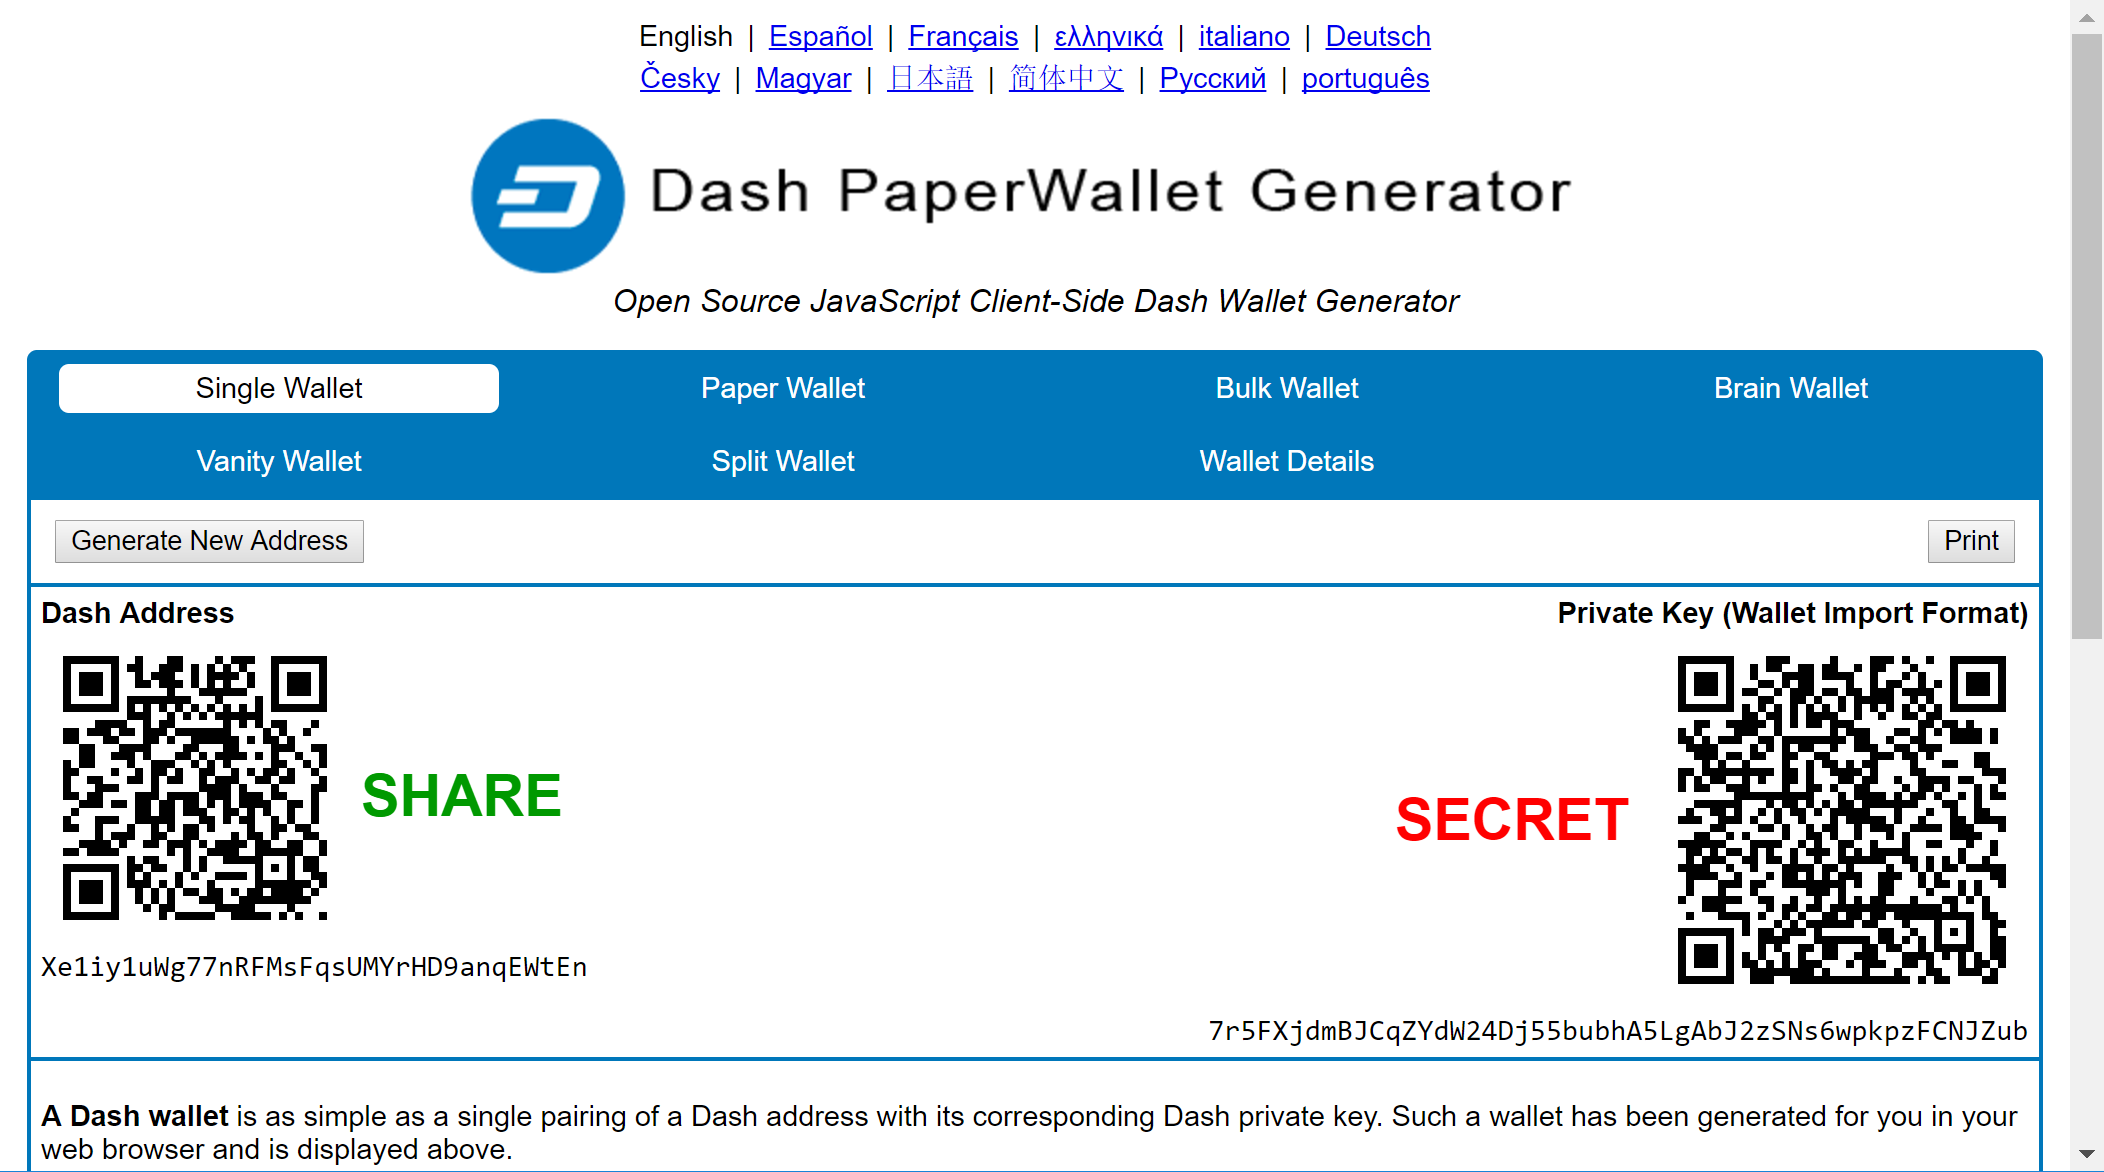 English | Español | Français | ελληνικά | italiano | Deutsch
Česky | Magyar | 日本語 | 简体中文 | Русский | português
Dash PaperWallet Generator
Open Source JavaScript Client-Side Dash Wallet Generator
Single Wallet Paper Wallet Bulk Wallet Brain Wallet
Vanity Wallet Split Wallet Wallet Details
Generate New Address Print
Dash Address Private Key (Wallet Import Format)
SHARE
SECRET
Xe1iy1uWg77nRFMsFqsUMYrHD9anqEWtEn
7r5FXjdmBJCqZYdW24Dj55bubhA5LgAbJ2zSNs6wpkpzFCNJZub
A Dash wallet is as simple as a single pairing of a Dash address with its corresponding Dash private key. Such a wallet has been generated for you in your
web browser and is displayed above.